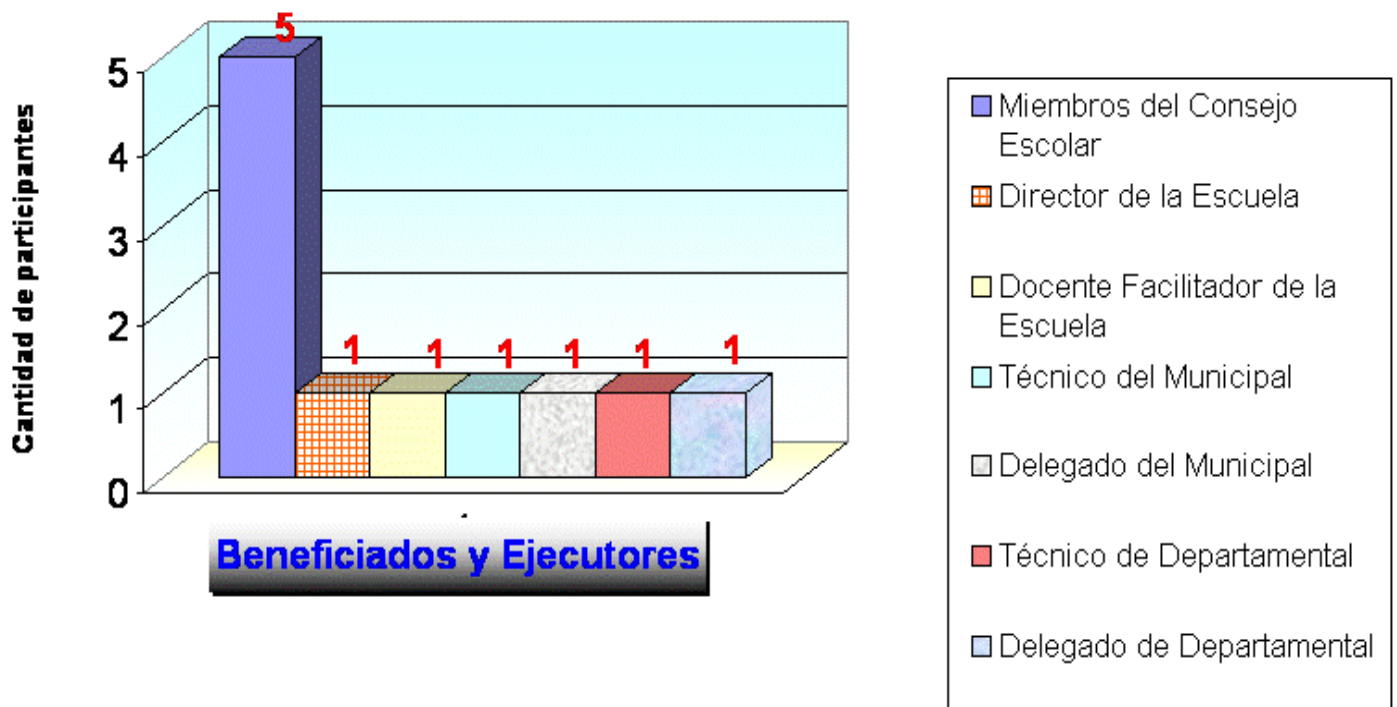 5
5
4
3
2
1
0
1 1 1 1 1 1
Cantidad de participantes
Beneficiados y Ejecutores
Miembros del Consejo
Escolar
Director de la Escuela
Docente Facilitador de la
Escuela
Técnico del Municipal
Delegado del Municipal
Técnico de Departamental
Delegado de Departamental